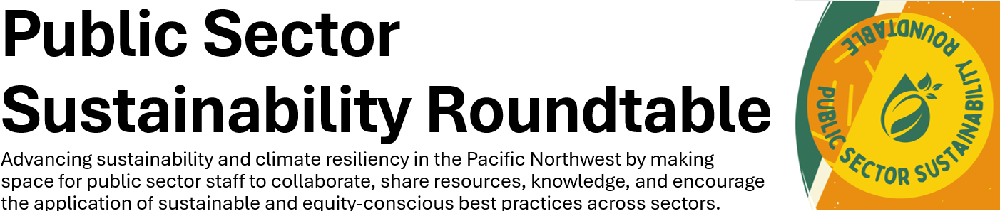 Public Sector
Sustainability Roundtable
Advancing sustainability and climate resiliency in the Pacific Northwest by making
space for public sector staff to collaborate, share resources, knowledge, and encourage
the application of sustainable and equity-conscious best practices across sectors.
PUBLIC SECTOR SUSTAINABILITY ROUNDTABLE